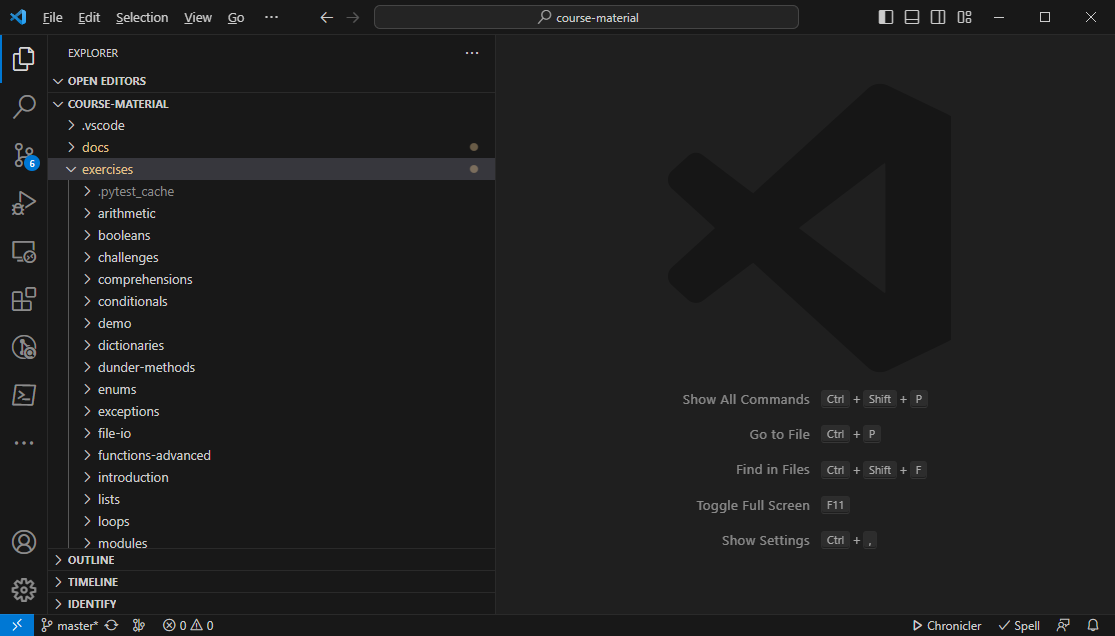 File Edit Selection View Go ··· course-material
EXPLORER ···
OPEN EDITORS
COURSE-MATERIAL
.vscode
docs
exercises
.pytest_cache
arithmetic
booleans
challenges
comprehensions
conditionals
demo
dictionaries
dunder-methods
enums
exceptions
file-io
functions-advanced
introduction
lists
loops
modules
OUTLINE
TIMELINE
IDENTIFY
6
Show All Commands Ctrl + Shift + P
Go to File Ctrl + P
Find in Files Ctrl + Shift + F
Toggle Full Screen F11
Show Settings Ctrl + ,
master* 0 0 Chronicler Spell